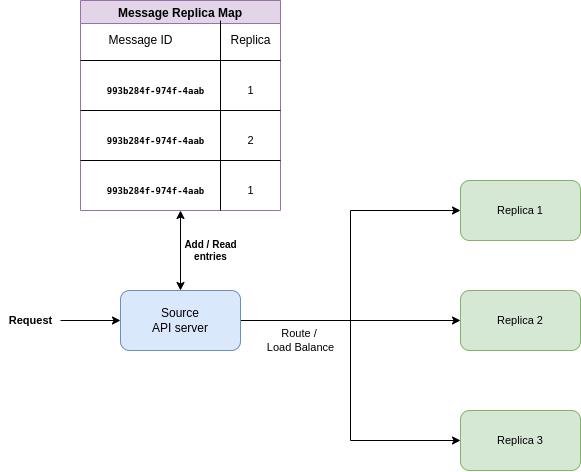 Message Replica Map
Message ID Replica
993b284f-974f-4aab 1
993b284f-974f-4aab 2
993b284f-974f-4aab 1
Add / Read
entries
Request
Source
API server
Route /
Load Balance
Replica 1
Replica 2
Replica 3